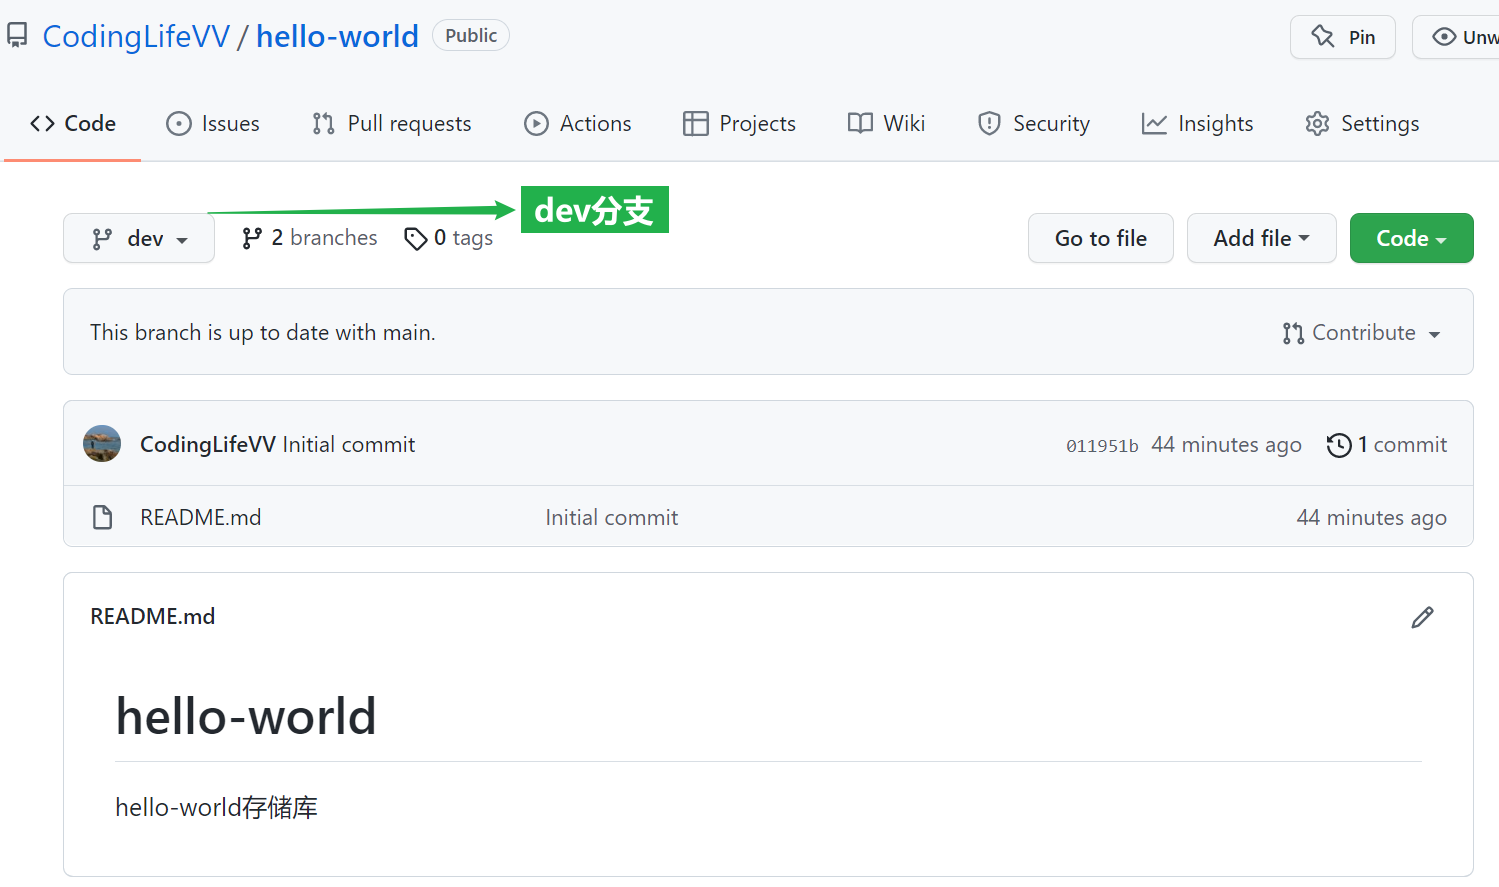 CodingLifeVV / hello-world Public
Pin
Unw
Code Issues Pull requests Actions Projects Wiki Security Insights Settings
dev分支
dev 2 branches 0 tags Go to file Add file Code
This branch is up to date with main. Contribute
CodingLifeVV Initial commit 011951b 44 minutes ago 1 commit
README.md Initial commit 44 minutes ago
README.md
hello-world
hello-world存储库